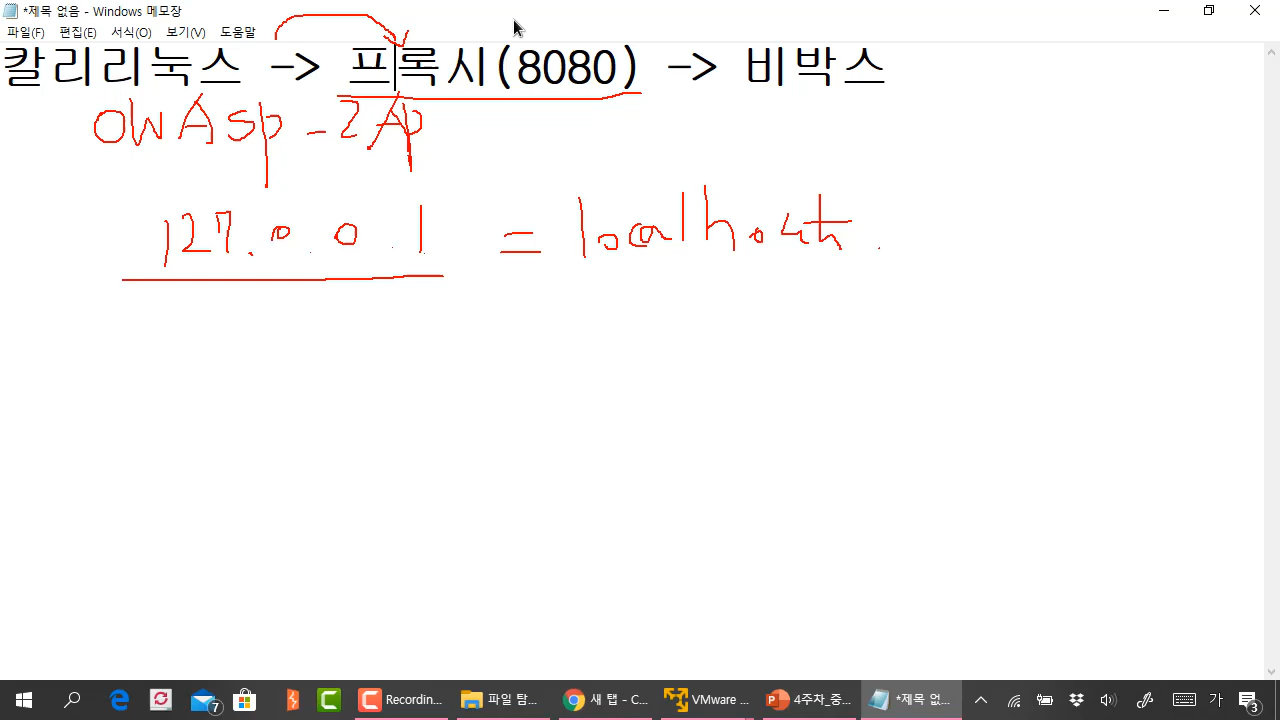 *제목 없음 - Windows 메모장
파일(F) 편집(E) 서식(O) 보기(V) 도움말
칼리리눅스 -> 프록시(8080) -> 비박스
OWASP - ZAP
127.0.0.1 = localhost.
7 Recordin... 파일 탐... 새 탭 - C... VMware ... 4주차_중... *제목 없... 가 3